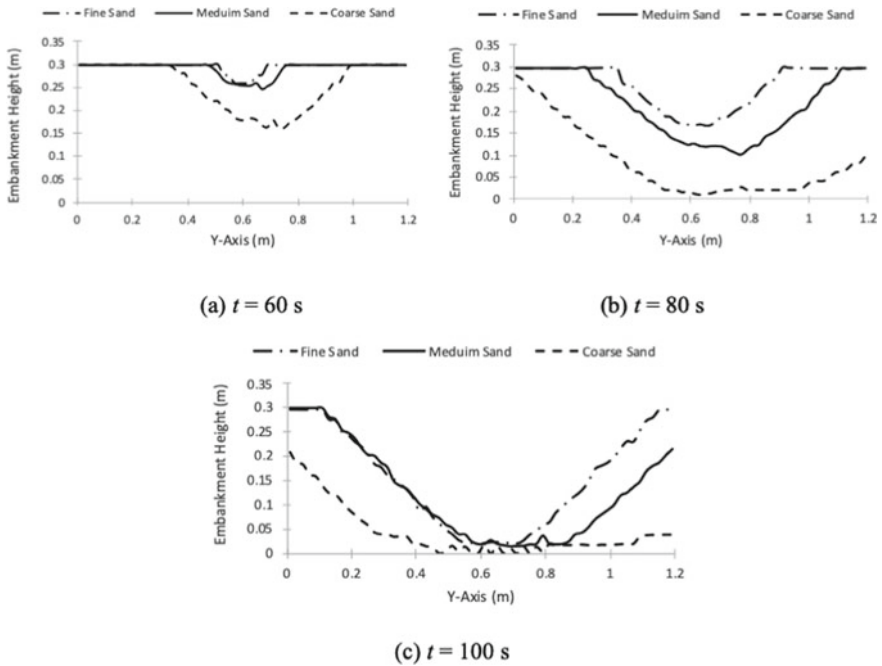 Fine Sand Meduim Sand Coarse Sand
Embankment Height (m)
0.35
0.3
0.25
0.2
0.15
0.1
0.05
0
0 0.2 0.4 0.6 0.8 1 1.2
Y-Axis (m)
(a) t = 60 s
Fine Sand Meduim Sand Coarse Sand
Embankment Height (m)
0.35
0.3
0.25
0.2
0.15
0.1
0.05
0
0 0.2 0.4 0.6 0.8 1 1.2
Y-Axis (m)
(b) t = 80 s
Fine Sand Meduim Sand Coarse Sand
Embankment Height (m)
0.35
0.3
0.25
0.2
0.15
0.1
0.05
0
0 0.2 0.4 0.6 0.8 1 1.2
Y-Axis (m)
(c) t = 100 s